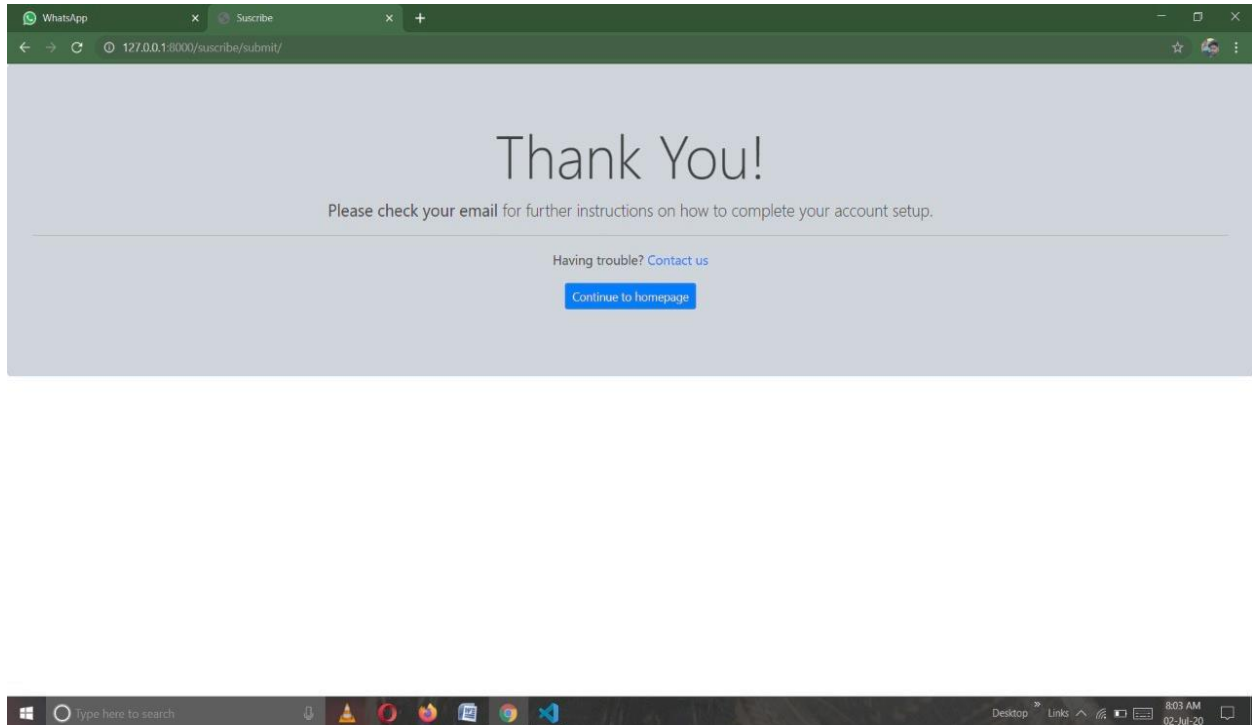 WhatsApp
Suscribe
127.0.0.1:8000/suscribe/submit/
Thank You!
Please check your email for further instructions on how to complete your account setup.
Having trouble? Contact us
Continue to homepage
Type here to search
Desktop
Links
8:03 AM
02-Jul-20